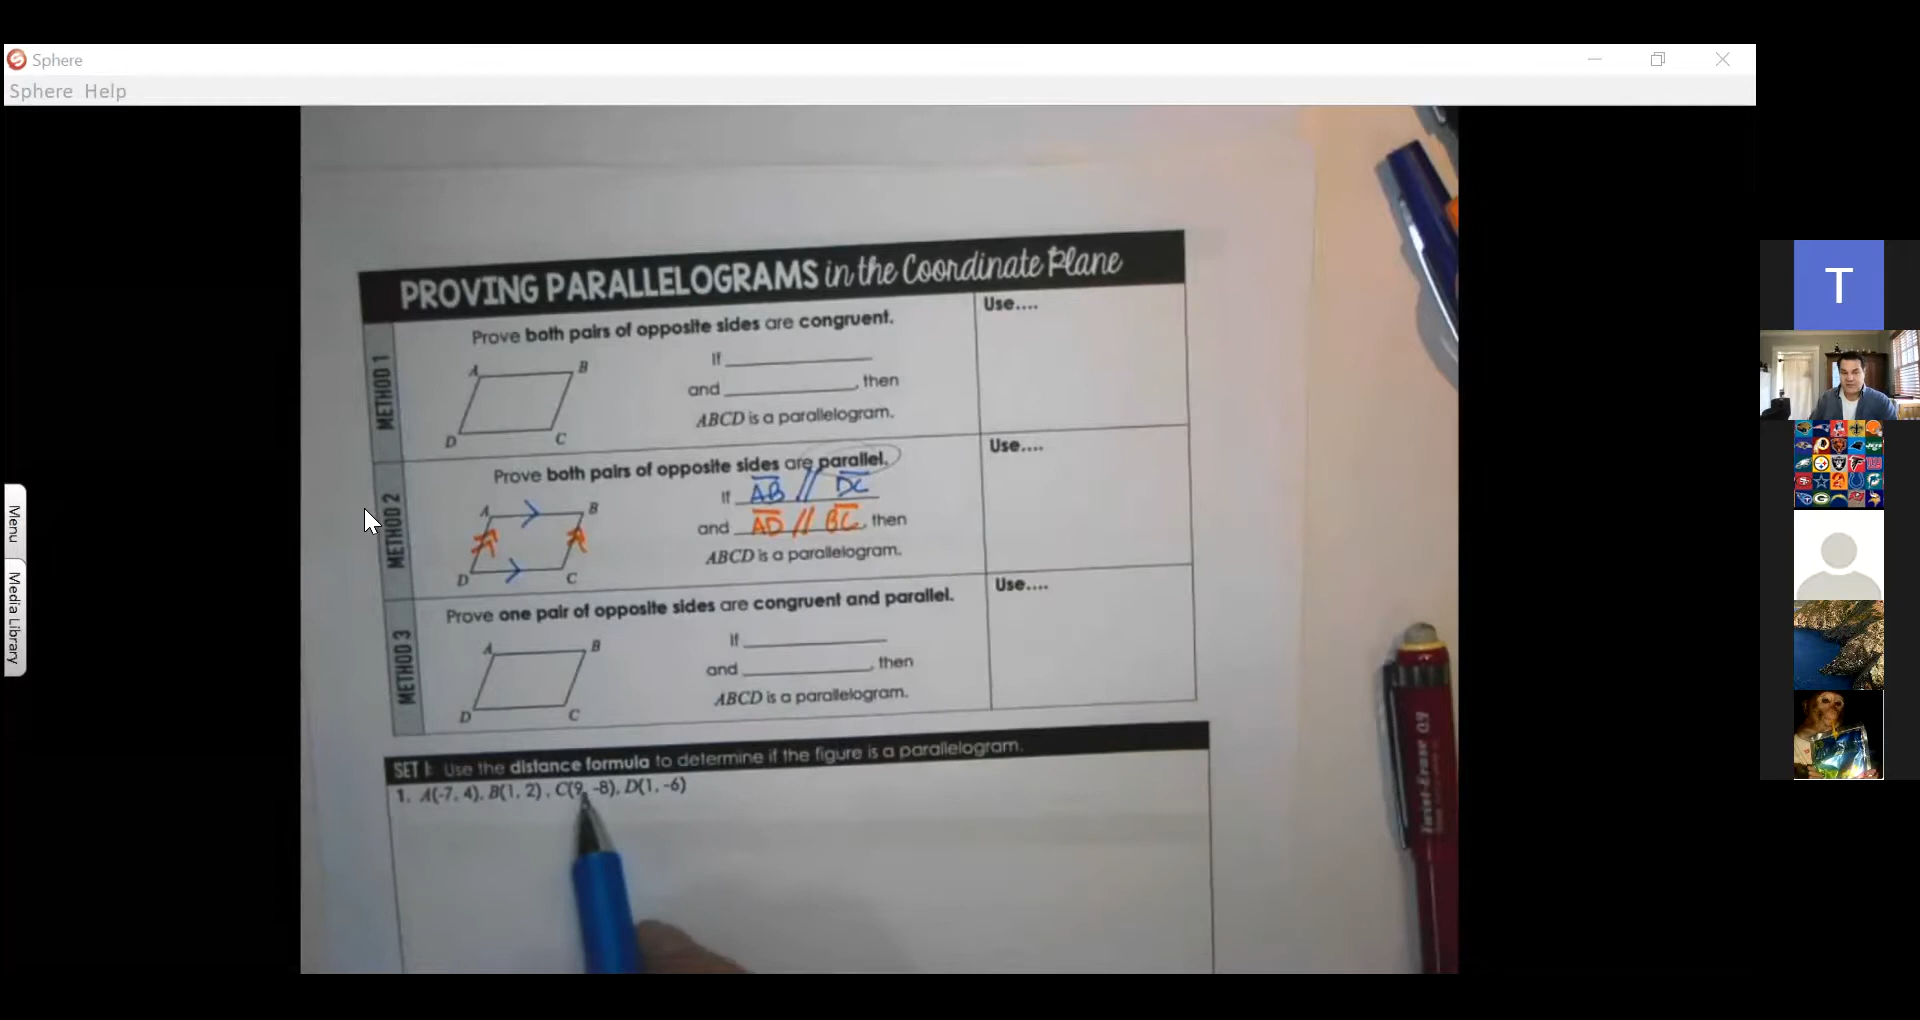 Sphere
Sphere Help
Menu
Media Library
T
PROVING PARALLELOGRAMS in the Coordinate Plane
METHOD 1
Prove both pairs of opposite sides are congruent.
A
B
D
C
If
and , then
ABCD is a parallelogram.
Use....
METHOD 2
Prove both pairs of opposite sides are parallel.
A
B
D
C
If AB // DC
and AD // BC, then
ABCD is a parallelogram.
Use....
METHOD 3
Prove one pair of opposite sides are congruent and parallel.
A
B
D
C
If
and , then
ABCD is a parallelogram.
Use....
SET I: Use the distance formula to determine if the figure is a parallelogram.
1. A(-7, 4), B(1, 2), C(9, -8), D(1, -6)
Twist-Erase 0.9